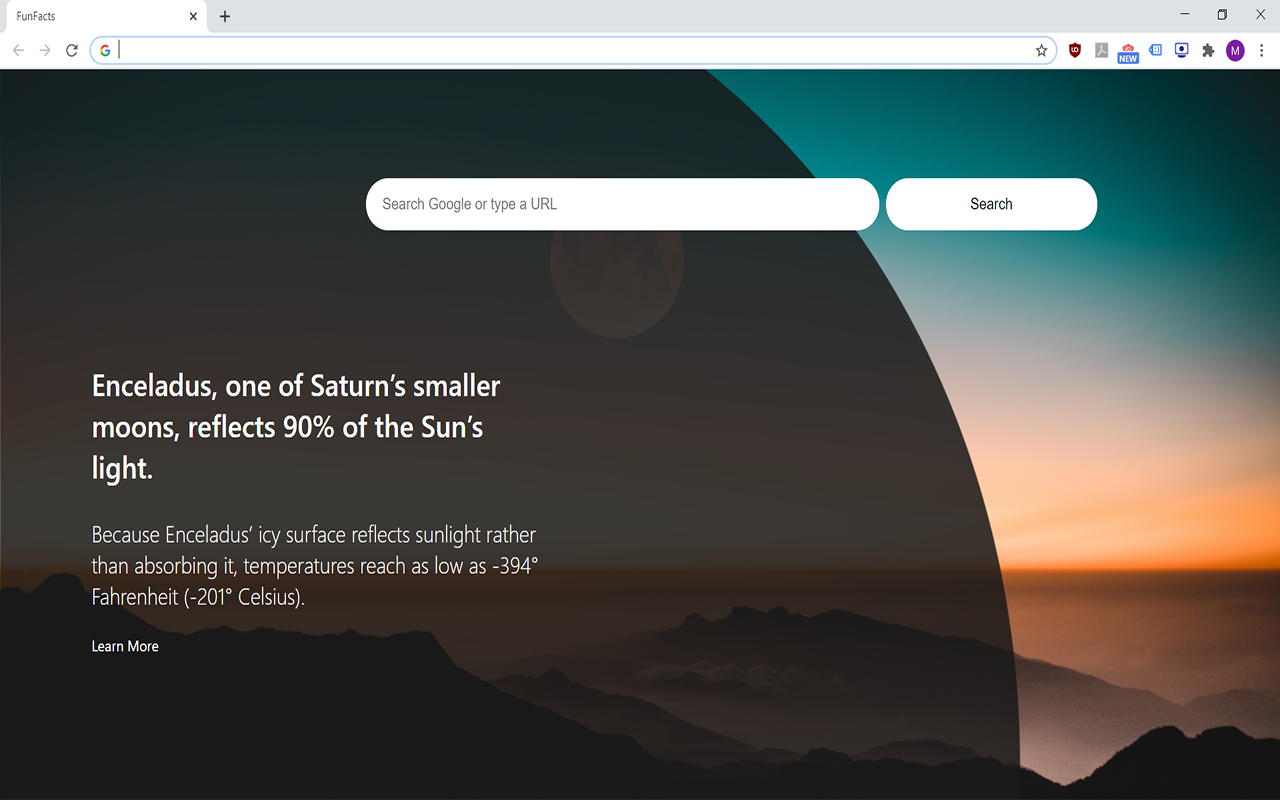 FunFacts
NEW
M
Search Google or type a URL
Search
Enceladus, one of Saturn’s smaller
moons, reflects 90% of the Sun’s
light.
Because Enceladus’ icy surface reflects sunlight rather
than absorbing it, temperatures reach as low as -394°
Fahrenheit (-201° Celsius).
Learn More